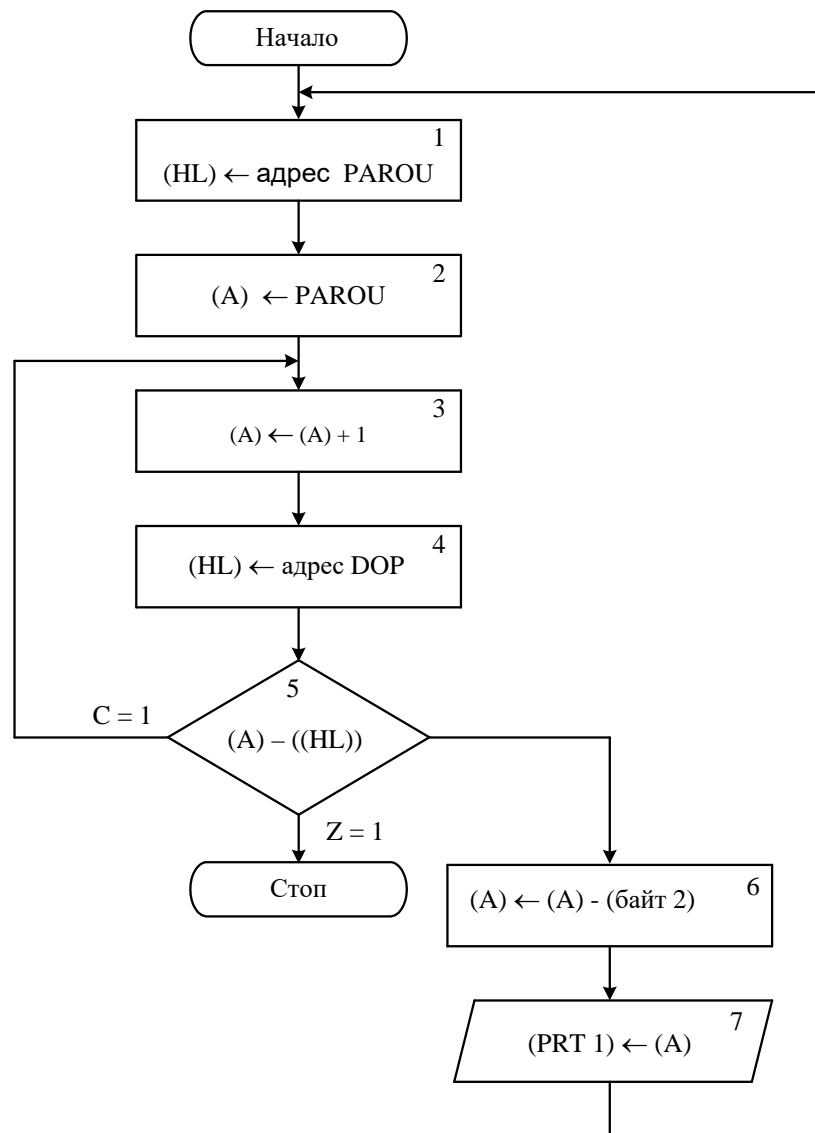 Начало
1
(HL) ← адрес PAROU
2
(A) ← PAROU
3
(A) ← (A) + 1
4
(HL) ← адрес DOP
5
C = 1
(A) – ((HL))
Z = 1
Стоп
6
(A) ← (A) - (байт 2)
7
(PRT 1) ← (A)